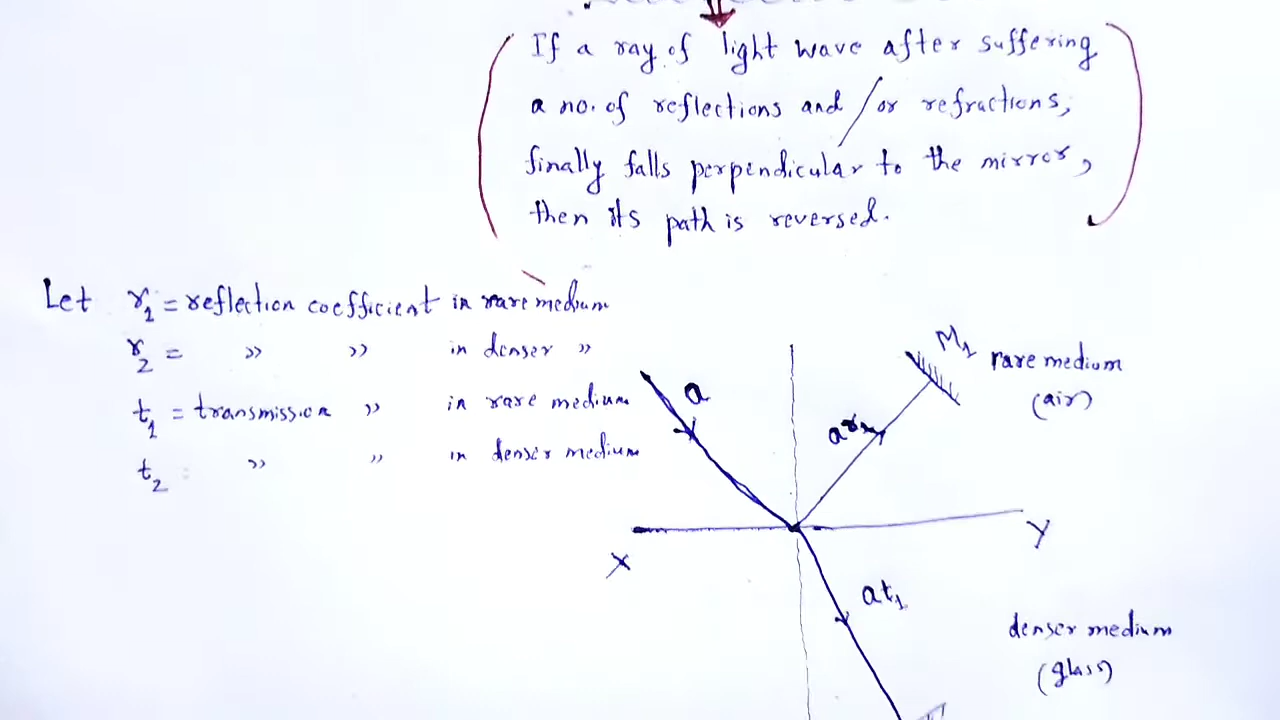 If a ray of light wave after suffering
a no. of reflections and/or refractions,
finally falls perpendicular to the mirror,
then its path is reversed.
Let r₁ = reflection coefficient in rare medium
r₂ = ,, ,, in denser ,,
t₁ = transmission ,, in rare medium
t₂ ,, ,, in denser medium
M₁
rare medium
(air)
a
ar₁
X
Y
at₁
denser medium
(glass)